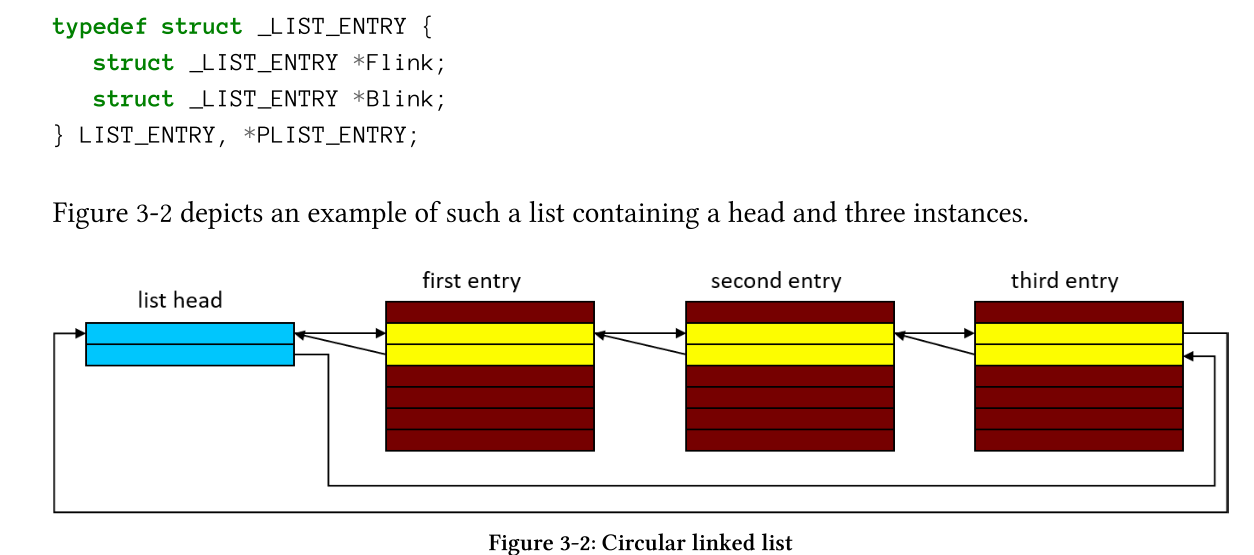 typedef struct _LIST_ENTRY {
   struct _LIST_ENTRY *Flink;
   struct _LIST_ENTRY *Blink;
} LIST_ENTRY, *PLIST_ENTRY;
Figure 3-2 depicts an example of such a list containing a head and three instances.
list head
first entry
second entry
third entry
Figure 3-2: Circular linked list